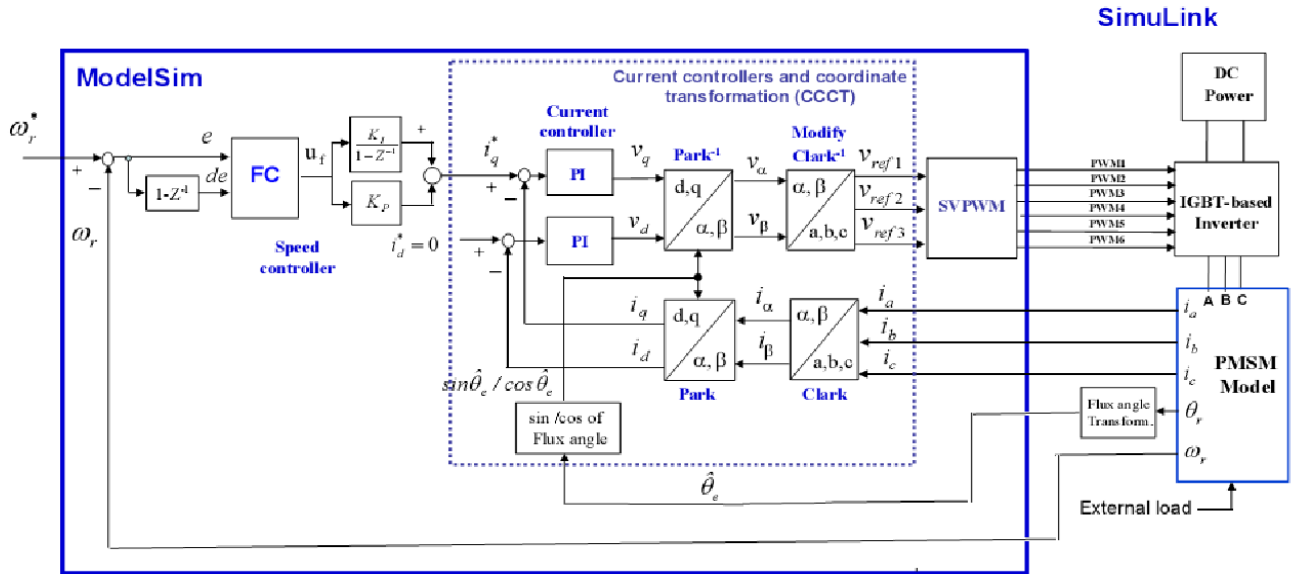 SimuLink
ModelSim
Current controllers and coordinate
transformation (CCCT)
DC
Power
ω*r
+
−
e
de
1-Z-1
FC
uf
KI
1-Z-1
+
+
KP
Speed
controller
i*q
+
−
i*d = 0
+
−
Current
controller
PI
PI
vq
vd
Park-1
d,q
α,β
vα
vβ
Modify
Clark-1
α,β
a,b,c
vref 1
vref 2
vref 3
SVPWM
PWM1
PWM2
PWM3
PWM4
PWM5
PWM6
IGBT-based
Inverter
A B C
ωr
iq
id
d,q
α,β
Park
iα
iβ
α,β
a,b,c
Clark
ia
ib
ic
ia
ib
ic
θr
ωr
PMSM
Model
sinθ̂e / cosθ̂e
sin /cos of
Flux angle
Flux angle
Transform.
θ̂e
External load